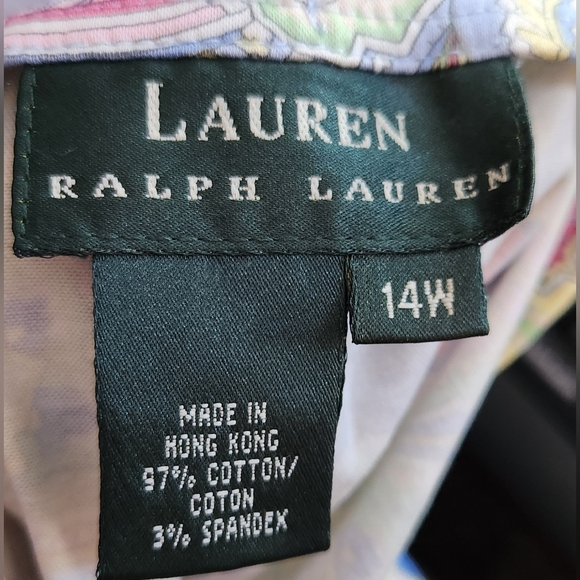 LAUREN
RALPH LAUREN
14W
MADE IN
HONG KONG
97% COTTON/
COTON
3% SPANDEX